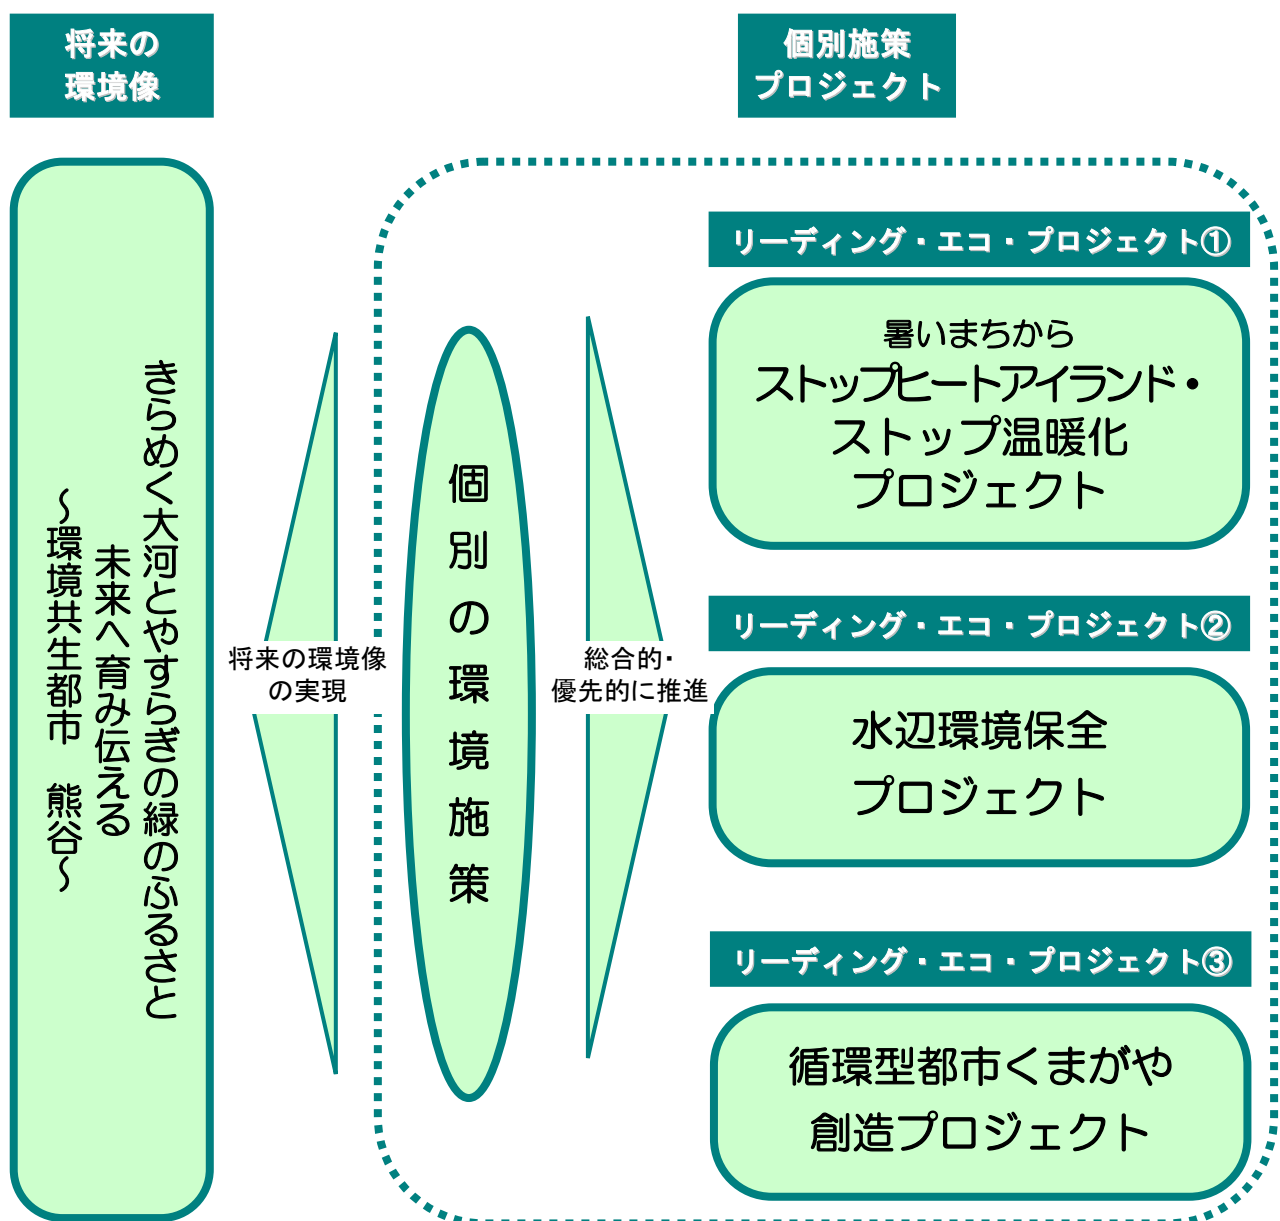 将来の
環境像
個別施策
プロジェクト
きらめく大河とやすらぎの緑のふるさと
未来へ育み伝える
～環境共生都市　熊谷～
将来の環境像
の実現
個別の環境施策
総合的・
優先的に推進
リーディング・エコ・プロジェクト①
暑いまちから
ストップヒートアイランド・
ストップ温暖化
プロジェクト
リーディング・エコ・プロジェクト②
水辺環境保全
プロジェクト
リーディング・エコ・プロジェクト③
循環型都市くまがや
創造プロジェクト